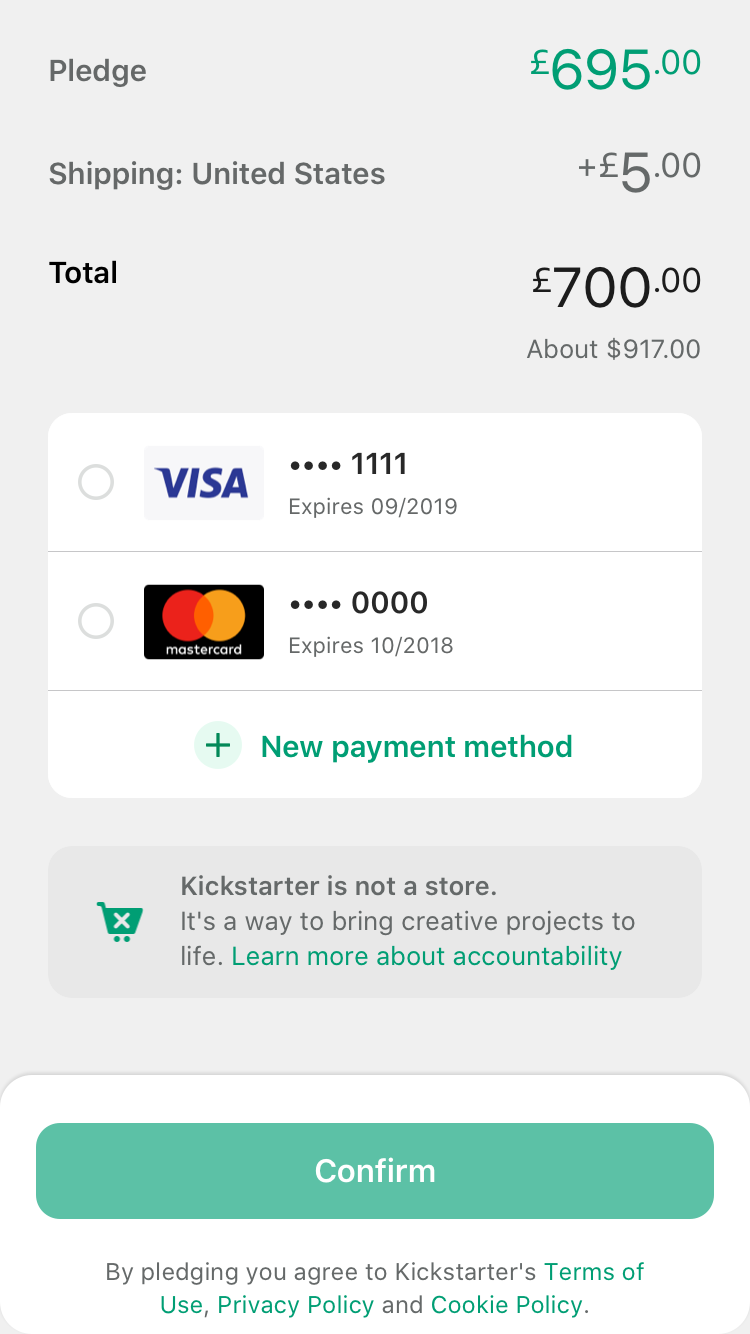 Pledge £695.00
Shipping: United States +£5.00
Total £700.00
About $917.00
VISA •••• 1111
Expires 09/2019
mastercard •••• 0000
Expires 10/2018
+ New payment method
Kickstarter is not a store.
It's a way to bring creative projects to
life. Learn more about accountability
Confirm
By pledging you agree to Kickstarter's Terms of
Use, Privacy Policy and Cookie Policy.